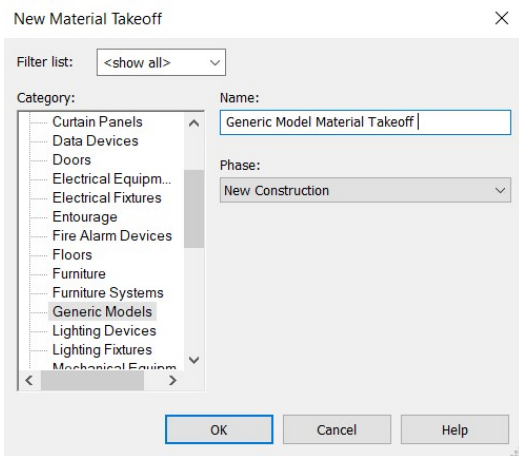 New Material Takeoff
Filter list:
<show all>
Category:
Curtain Panels
Data Devices
Doors
Electrical Equipm...
Electrical Fixtures
Entourage
Fire Alarm Devices
Floors
Furniture
Furniture Systems
Generic Models
Lighting Devices
Lighting Fixtures
Mechanical Equipm
Name:
Generic Model Material Takeoff
Phase:
New Construction
OK
Cancel
Help